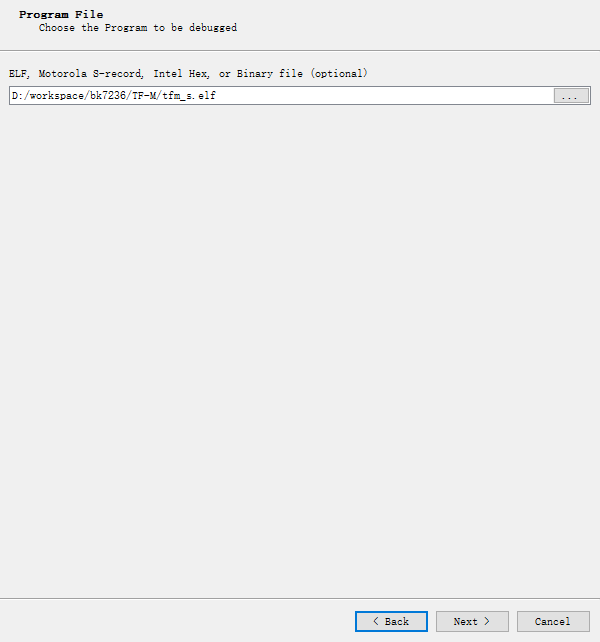 Program File
Choose the Program to be debugged
ELF, Motorola S-record, Intel Hex, or Binary file (optional)
D:/workspace/bk7236/TF-M/tfm_s.elf
...
< Back
Next >
Cancel